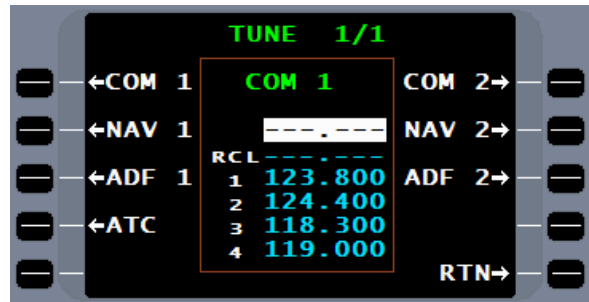 TUNE 1/1
←COM 1 COM 1 COM 2→
←NAV 1 ---.--- NAV 2→
RCL ---.---
←ADF 1 1 123.800 ADF 2→
2 124.400
←ATC 3 118.300
4 119.000
RTN→